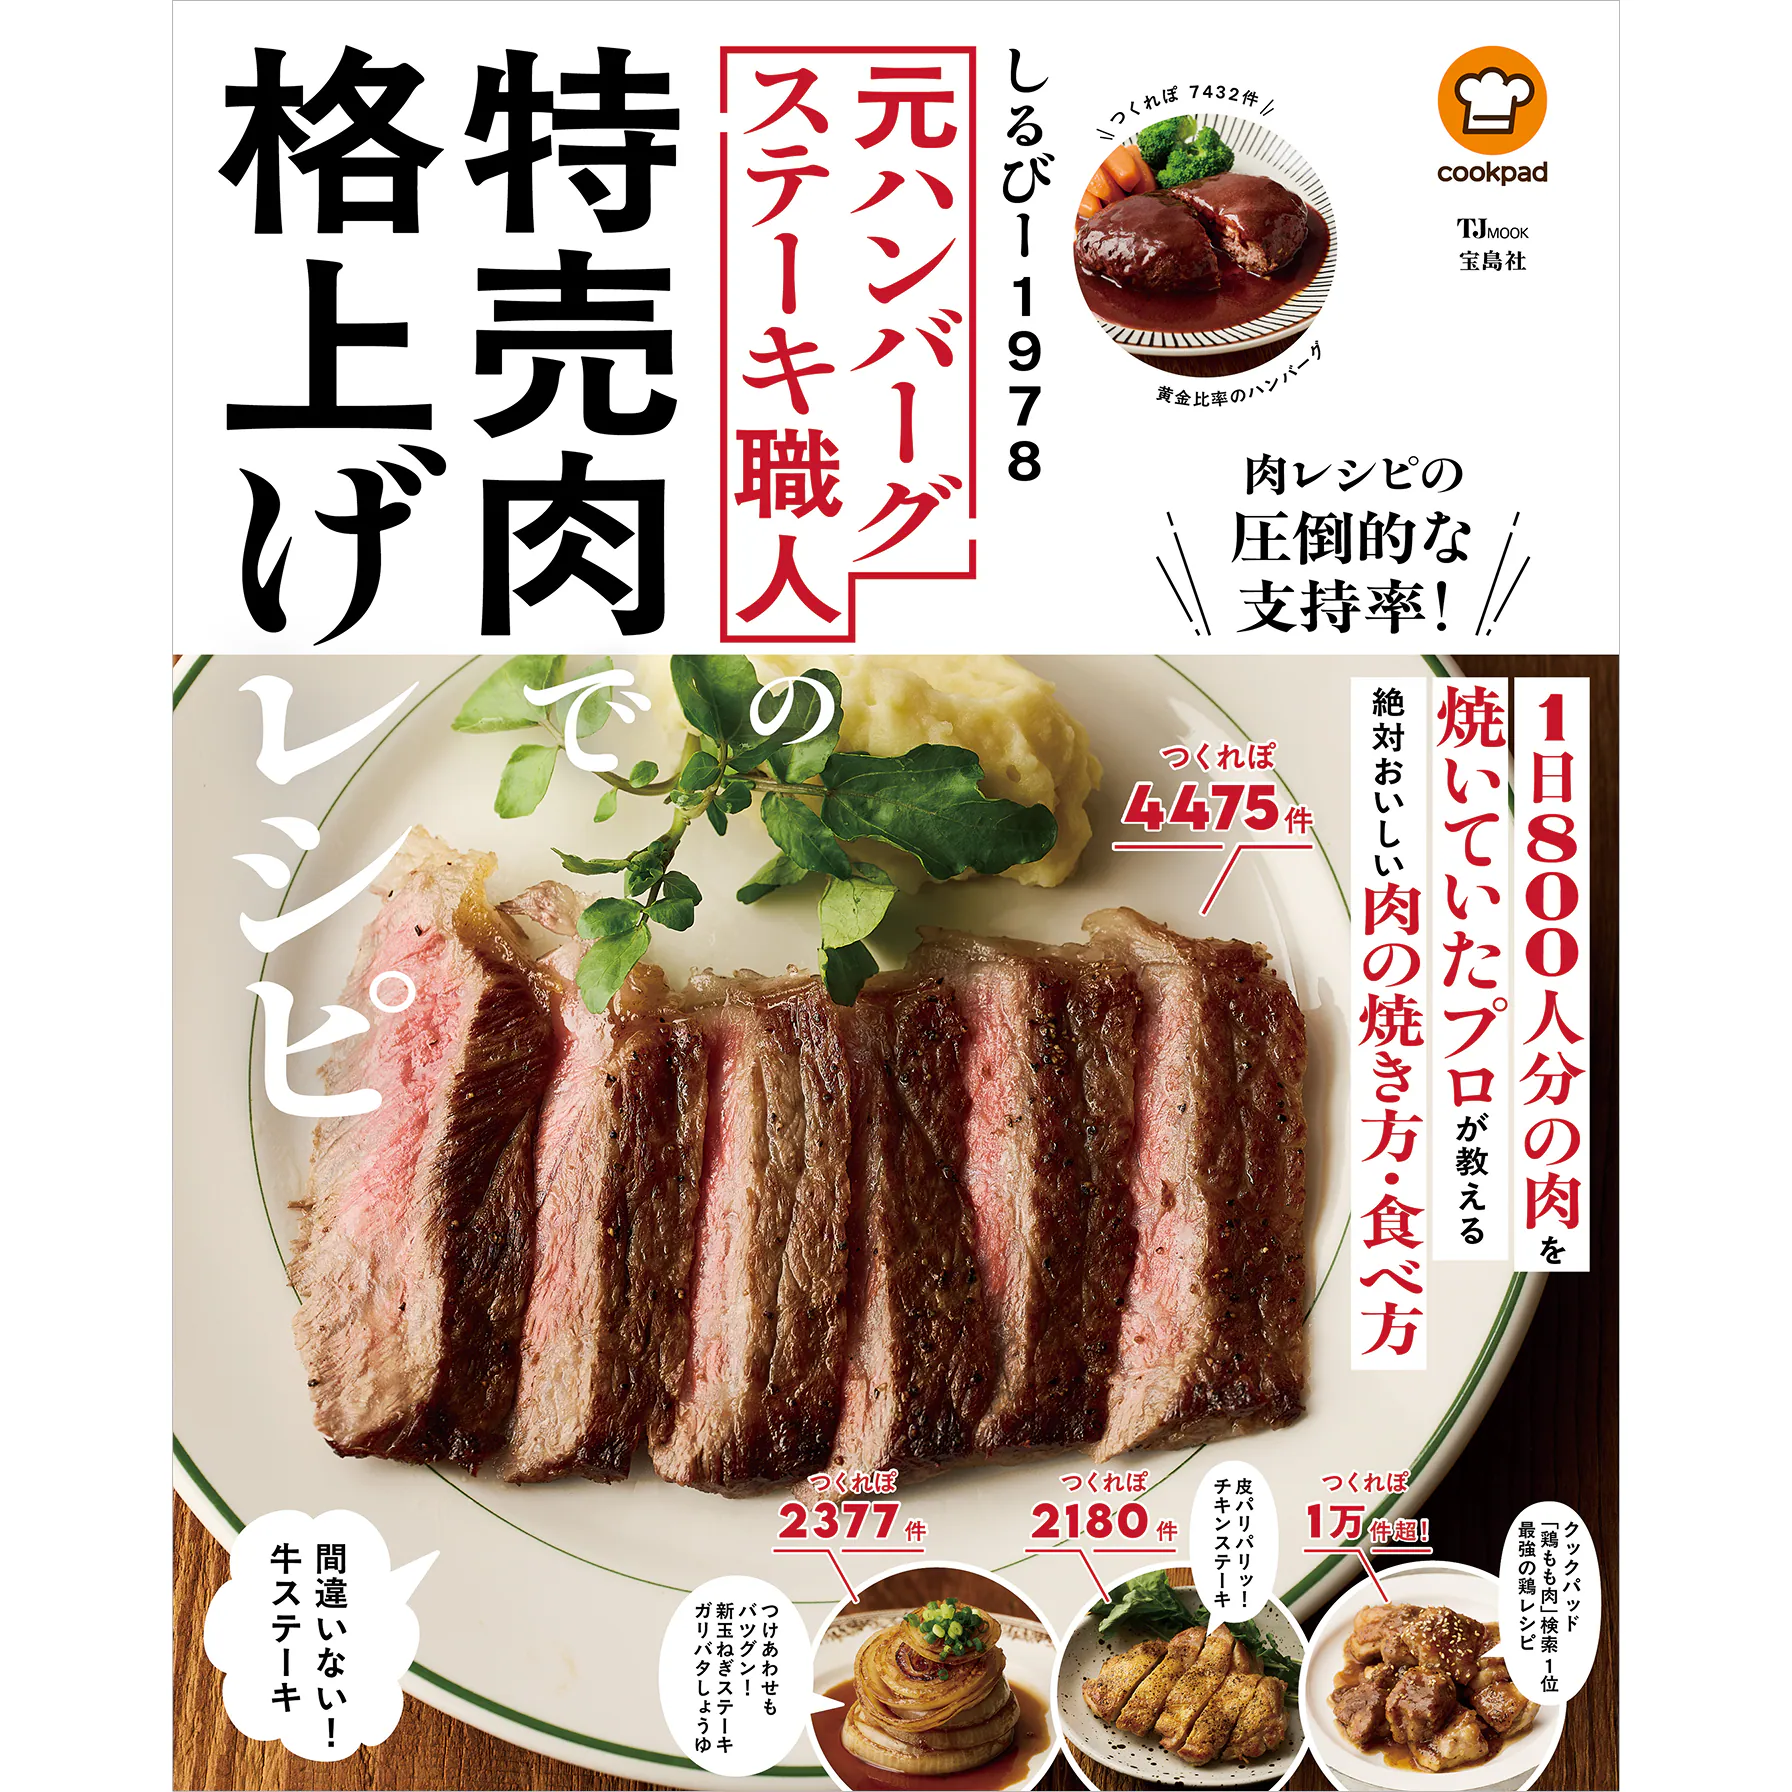 cookpad
TJ MOOK
宝島社
つくれぽ 7432件
黄金比率のハンバーグ
肉レシピの
圧倒的な
支持率!
しるびー1978
元ハンバーグ
ステーキ職人
の
特売肉で
格上げレシピ
1日800人分の肉を
焼いていたプロが教える
絶対おいしい肉の焼き方・食べ方
つくれぽ
4475件
間違いない!
牛ステーキ
つくれぽ
2377件
つけあわせも
バツグン!
新玉ねぎステーキ
ガリバタしょうゆ
つくれぽ
2180件
皮パリパリッ!
チキンステーキ
つくれぽ
1万件超!
クックパッド
「鶏もも肉」検索1位
最強の鶏レシピ